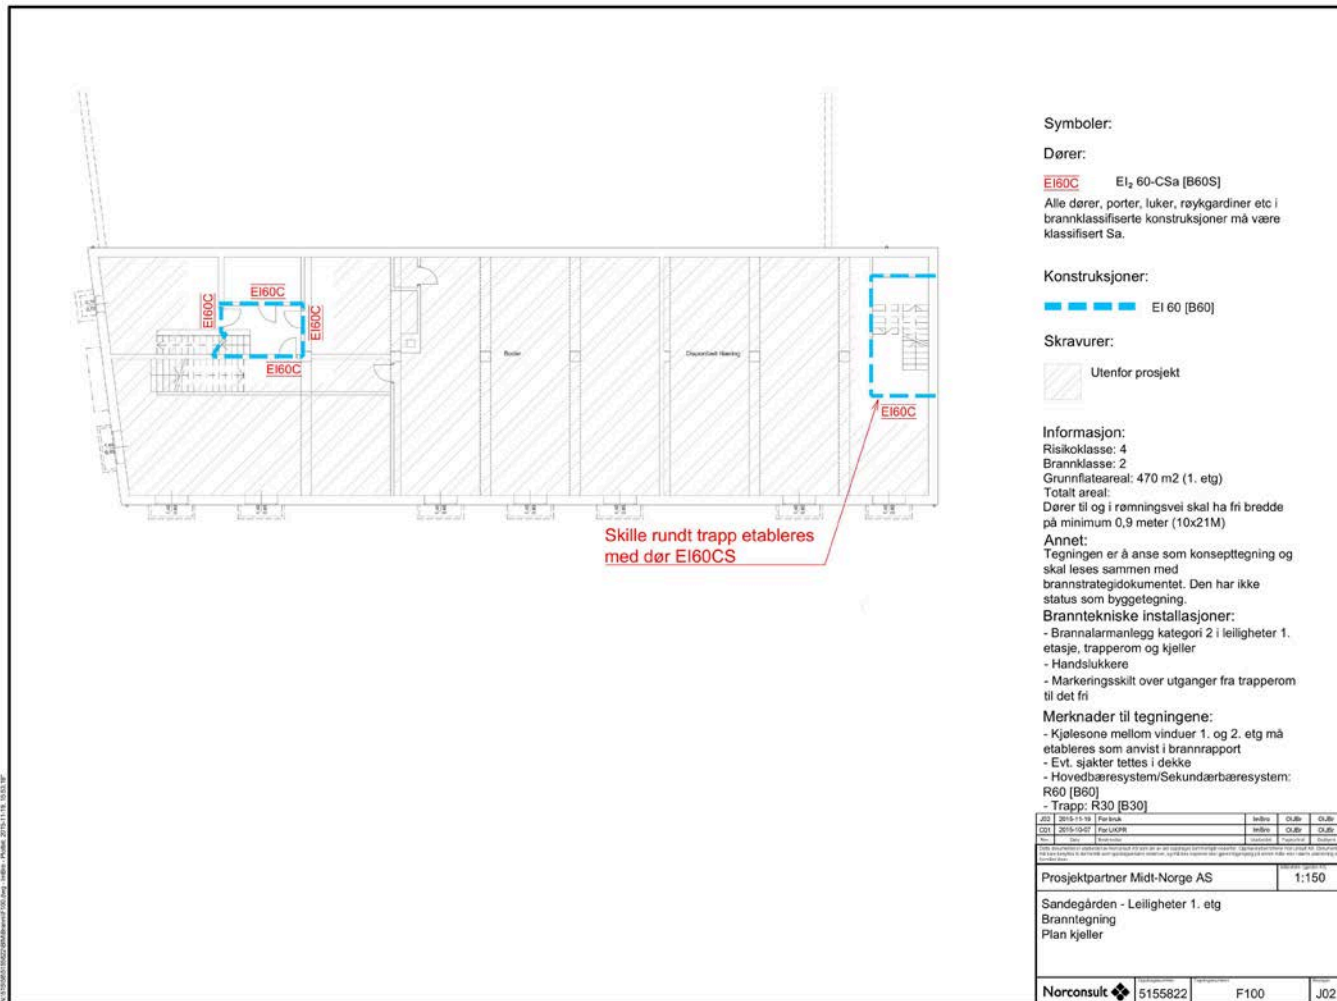 EI60C
EI60C
EI60C
EI60C
Boder
EI60C
Skille rundt trapp etableres
med dør EI60CS
Symboler:
Dører:
EI60C EI₂ 60-CSa [B60S]
Alle dører, porter, luker, røykgardiner etc i
brannklassifiserte konstruksjoner må være
klassifisert Sa.
Konstruksjoner:
EI 60 [B60]
Skravurer:
Utenfor prosjekt
Informasjon:
Risikoklasse: 4
Brannklasse: 2
Grunnflateareal: 470 m2 (1. etg)
Totalt areal:
Dører til og i rømningsvei skal ha fri bredde
på minimum 0,9 meter (10x21M)
Annet:
Tegningen er å anse som konsepttegning og
skal leses sammen med
brannstrategidokumentet. Den har ikke
status som byggetegning.
Branntekniske installasjoner:
- Brannalarmanlegg kategori 2 i leiligheter 1.
etasje, trapperom og kjeller
- Handslukkere
- Markeringsskilt over utganger fra trapperom
til det fri
Merknader til tegningene:
- Kjølesone mellom vinduer 1. og 2. etg må
etableres som anvist i brannrapport
- Evt. sjakter tettes i dekke
- Hovedbæresystem/Sekundærbæresystem:
R60 [B60]
- Trapp: R30 [B30]
J02 2015-11-19 For bruk ImBre OlJBr OlJBr
C01 2015-10-07 For UKPR ImBre OlJBr OlJBr
Prosjektpartner Midt-Norge AS 1:150
Sandegården - Leiligheter 1. etg
Branntegning
Plan kjeller
Norconsult 5155822 F100 J02